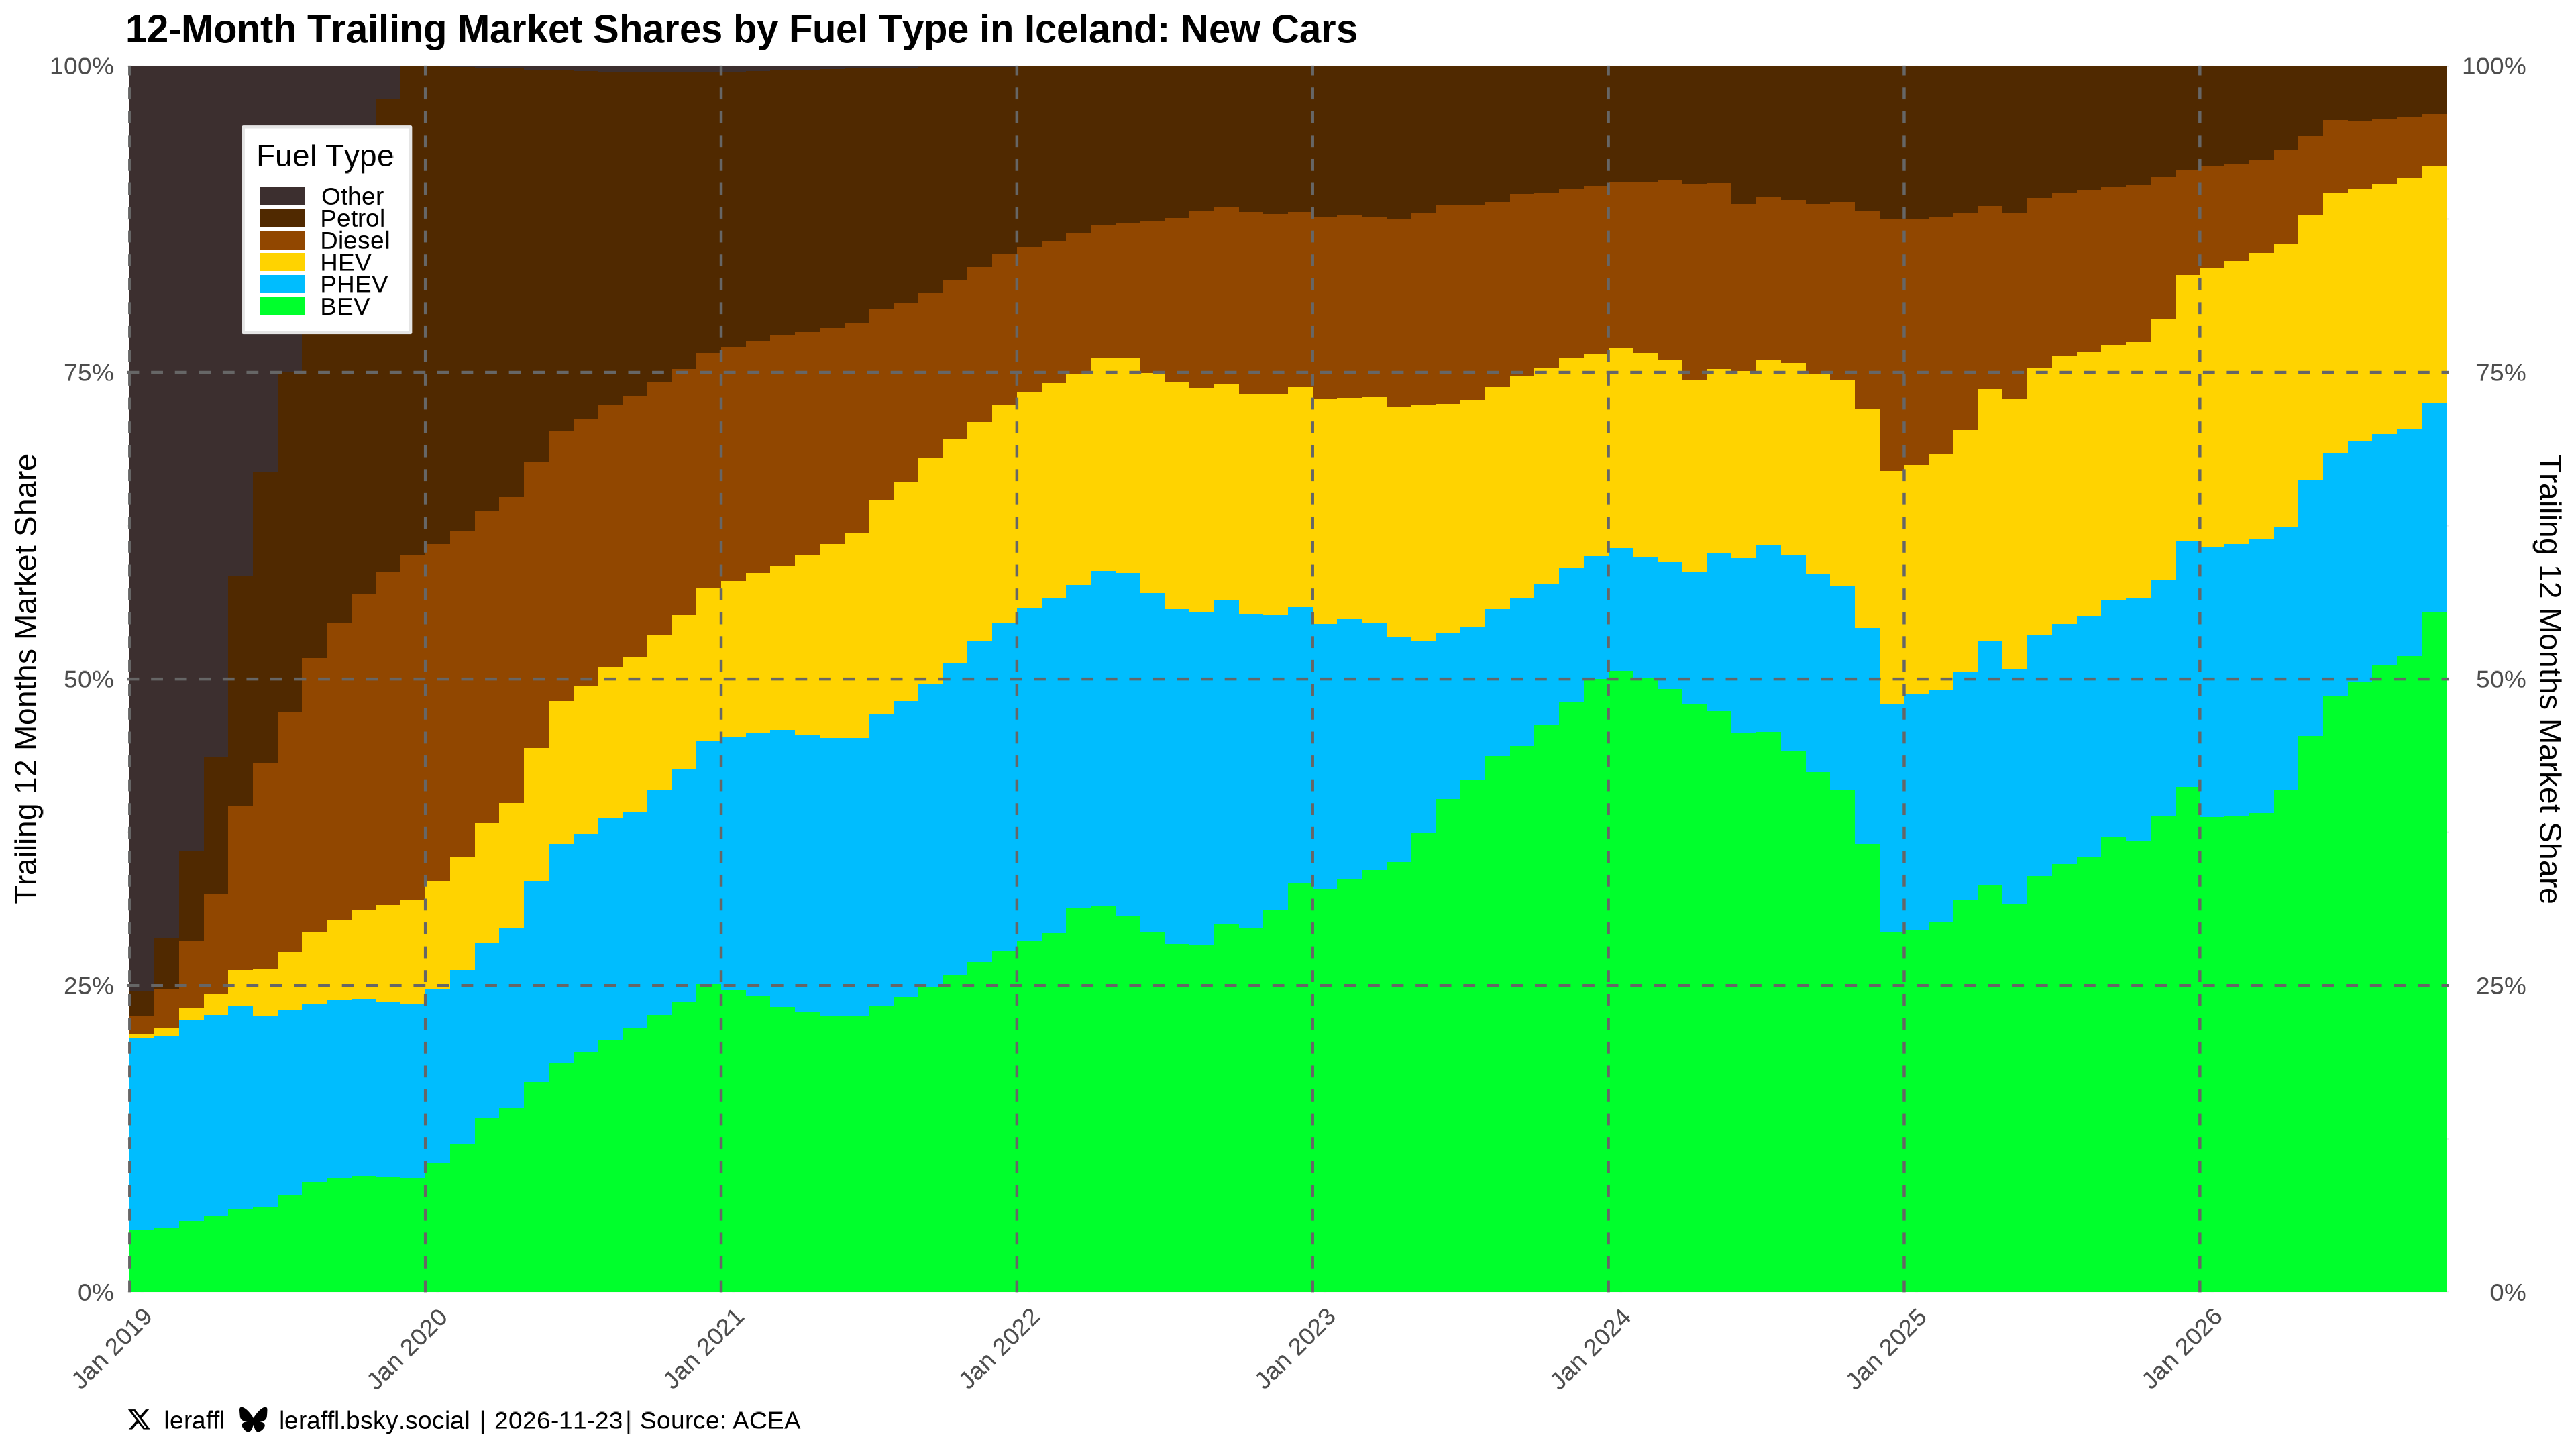 12-Month Trailing Market Shares by Fuel Type in Iceland: New Cars
100%
100%
Fuel Type
Other
Petrol
Diesel
HEV
PHEV
BEV
75%
75%
Trailing 12 Months Market Share
Trailing 12 Months Market Share
50%
50%
25%
25%
0%
0%
Jan 2019
Jan 2020
Jan 2021
Jan 2022
Jan 2023
Jan 2024
Jan 2025
Jan 2026
leraffl leraffl.bsky.social | 2026-11-23| Source: ACEA